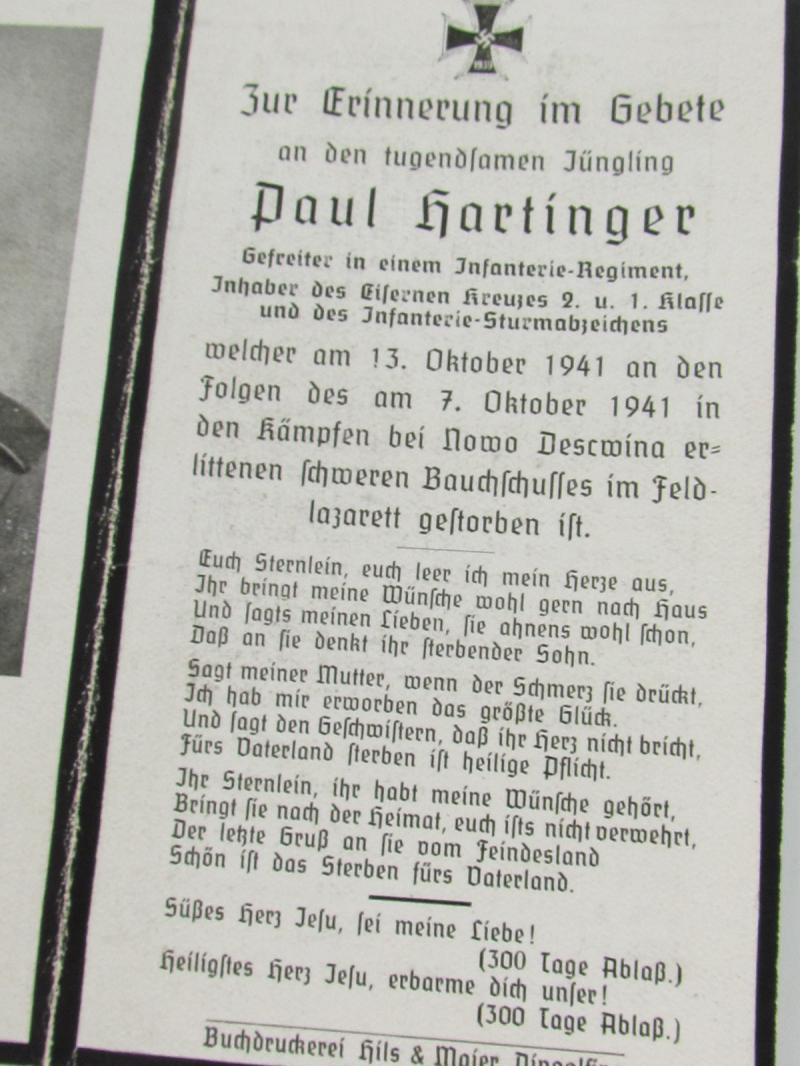 1939
Zur Erinnerung im Gebete
an den tugendsamen Jüngling
Paul Hartinger
Gefreiter in einem Infanterie-Regiment,
Inhaber des Eisernen Kreuzes 2. u. 1. Klasse
und des Infanterie-Sturmabzeichens
welcher am 13. Oktober 1941 an den
Folgen des am 7. Oktober 1941 in
den Kämpfen bei Nowo Descwina er-
littenen schweren Bauchschusses im Feld-
lazarett gestorben ist.
Euch Sternlein, euch leer ich mein Herze aus,
Ihr bringt meine Wünsche wohl gern nach Haus
Und sagts meinen Lieben, sie ahnens wohl schon,
Daß an sie denkt ihr sterbender Sohn.
Sagt meiner Mutter, wenn der Schmerz sie drückt,
Ich hab mir erworben das größte Glück.
Und sagt den Geschwistern, daß ihr Herz nicht bricht,
Fürs Vaterland sterben ist heilige Pflicht.
Ihr Sternlein, ihr habt meine Wünsche gehört,
Bringt sie nach der Heimat, euch ists nicht verwehrt,
Der letzte Gruß an sie vom Feindesland
Schön ist das Sterben fürs Vaterland.
Süßes Herz Jesu, sei meine Liebe!
(300 Tage Ablaß.)
Heiligstes Herz Jesu, erbarme dich unser!
(300 Tage Ablaß.)
Buchdruckerei Hils & Maier